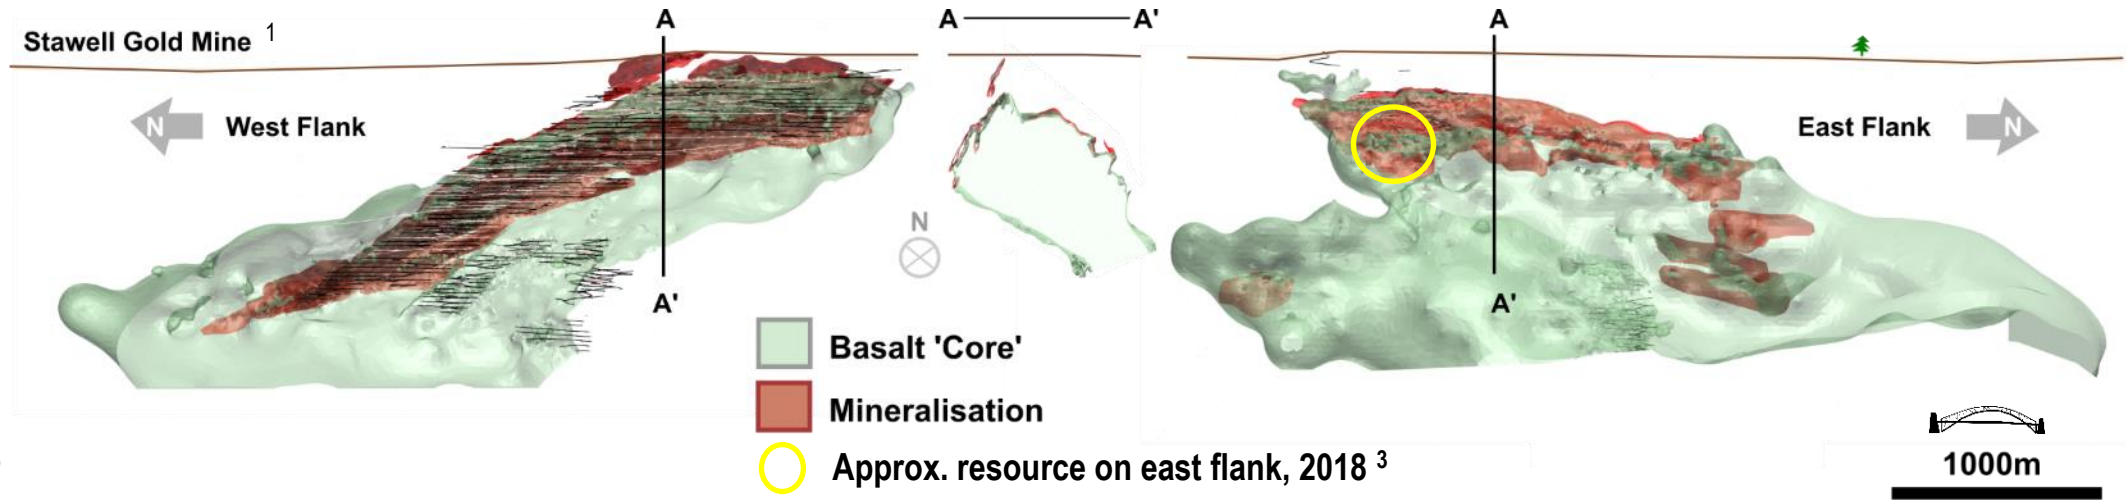 Stawell Gold Mine 1
A
A A'
A
N West Flank
East Flank N
N
A'
A'
Basalt 'Core'
Mineralisation
Approx. resource on east flank, 2018 3
1000m